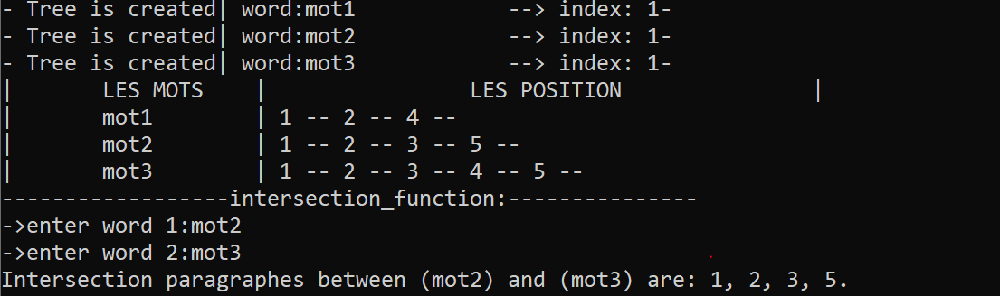 - Tree is created| word:mot1 --> index: 1-
- Tree is created| word:mot2 --> index: 1-
- Tree is created| word:mot3 --> index: 1-
| LES MOTS | LES POSITION |
| mot1 | 1 -- 2 -- 4 --
| mot2 | 1 -- 2 -- 3 -- 5 --
| mot3 | 1 -- 2 -- 3 -- 4 -- 5 --
------------------intersection_function:---------------
->enter word 1:mot2
->enter word 2:mot3
Intersection paragraphes between (mot2) and (mot3) are: 1, 2, 3, 5.